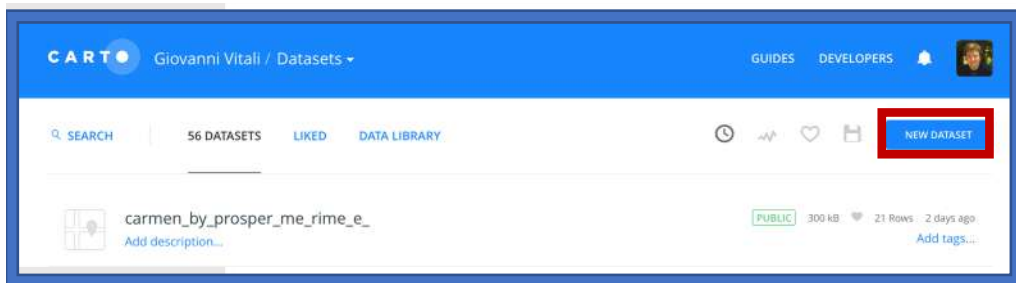 CARTO Giovanni Vitali / Datasets GUIDES DEVELOPERS
SEARCH 56 DATASETS LIKED DATA LIBRARY NEW DATASET
carmen_by_prosper_me_rime_e_ PUBLIC 300 kB 21 Rows 2 days ago
Add description... Add tags...